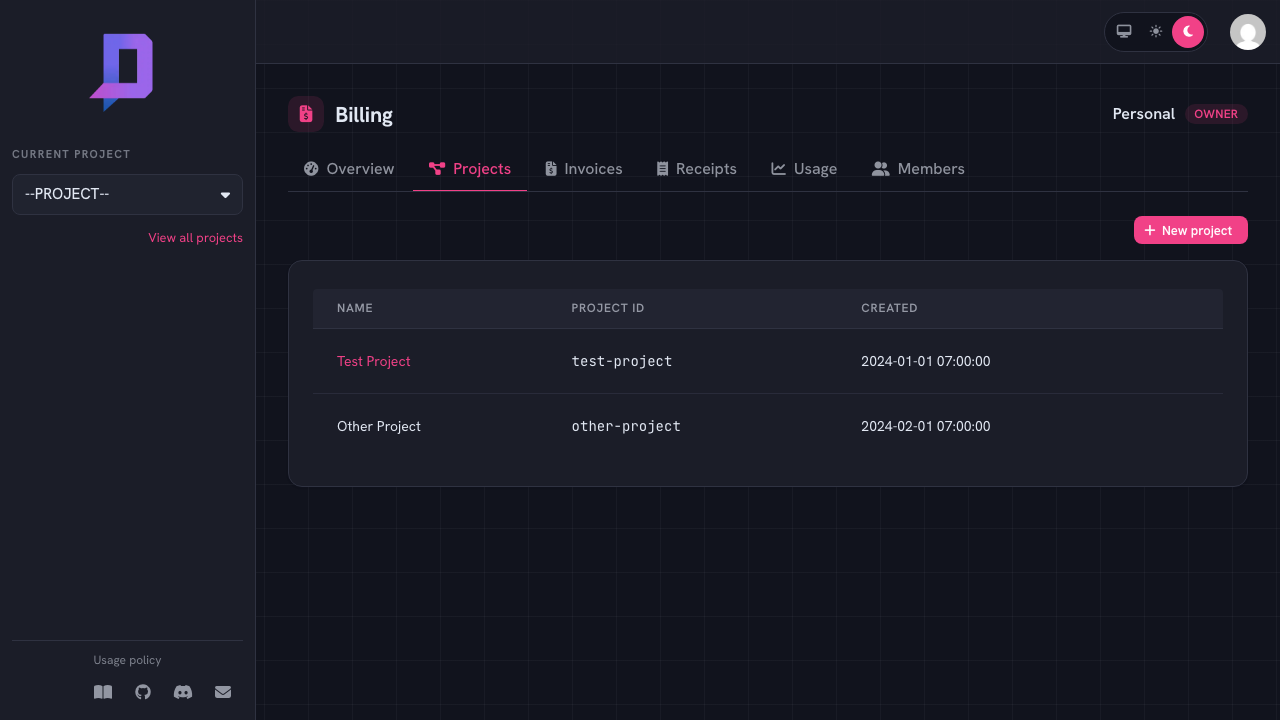 CURRENT PROJECT
--PROJECT--
View all projects
Usage policy
Billing
Personal OWNER
Overview Projects Invoices Receipts Usage Members
New project
NAME PROJECT ID CREATED
Test Project test-project 2024-01-01 07:00:00
Other Project other-project 2024-02-01 07:00:00